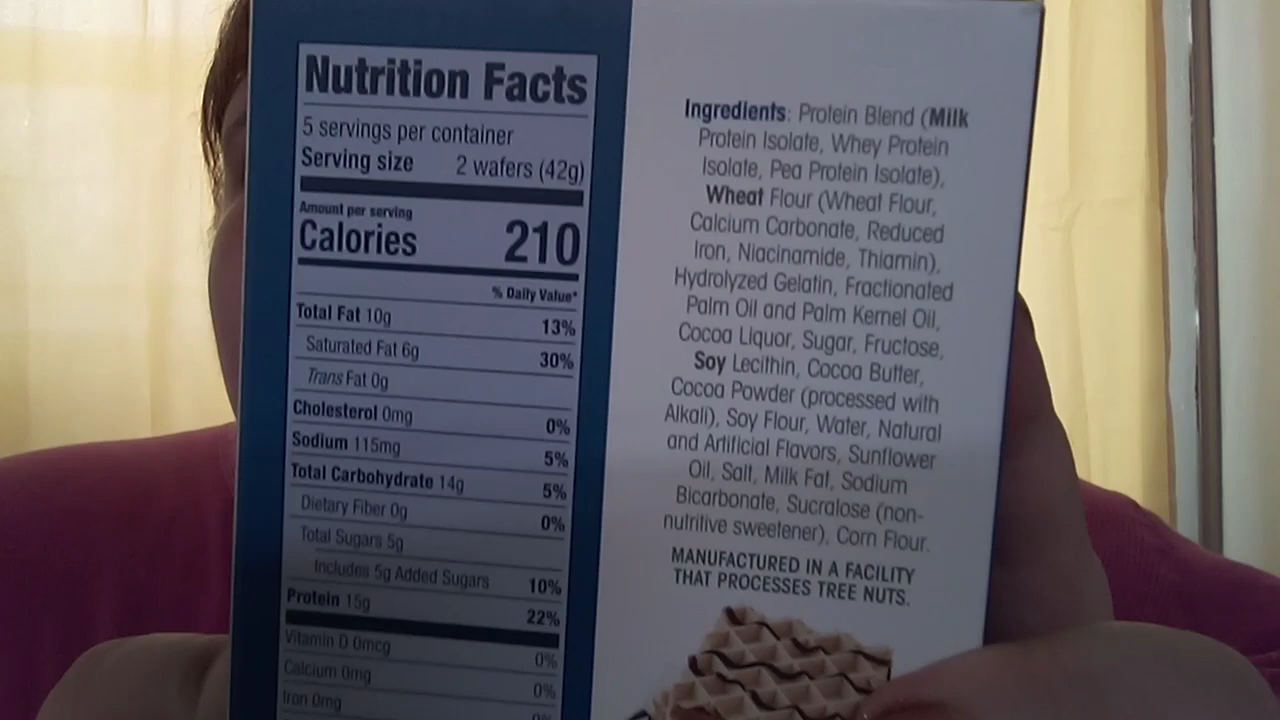 Nutrition Facts
5 servings per container
Serving size 2 wafers (42g)
Amount per serving
Calories 210
% Daily Value*
Total Fat 10g 13%
Saturated Fat 6g 30%
Trans Fat 0g
Cholesterol 0mg 0%
Sodium 115mg 5%
Total Carbohydrate 14g 5%
Dietary Fiber 0g 0%
Total Sugars 5g
Includes 5g Added Sugars 10%
Protein 15g 22%
Vitamin D 0mcg 0%
Calcium 0mg 0%
Iron 0mg 0%
Ingredients: Protein Blend (Milk
Protein Isolate, Whey Protein
Isolate, Pea Protein Isolate),
Wheat Flour (Wheat Flour,
Calcium Carbonate, Reduced
Iron, Niacinamide, Thiamin),
Hydrolyzed Gelatin, Fractionated
Palm Oil and Palm Kernel Oil,
Cocoa Liquor, Sugar, Fructose,
Soy Lecithin, Cocoa Butter,
Cocoa Powder (processed with
Alkali), Soy Flour, Water, Natural
and Artificial Flavors, Sunflower
Oil, Salt, Milk Fat, Sodium
Bicarbonate, Sucralose (non-
nutritive sweetener), Corn Flour.
MANUFACTURED IN A FACILITY
THAT PROCESSES TREE NUTS.